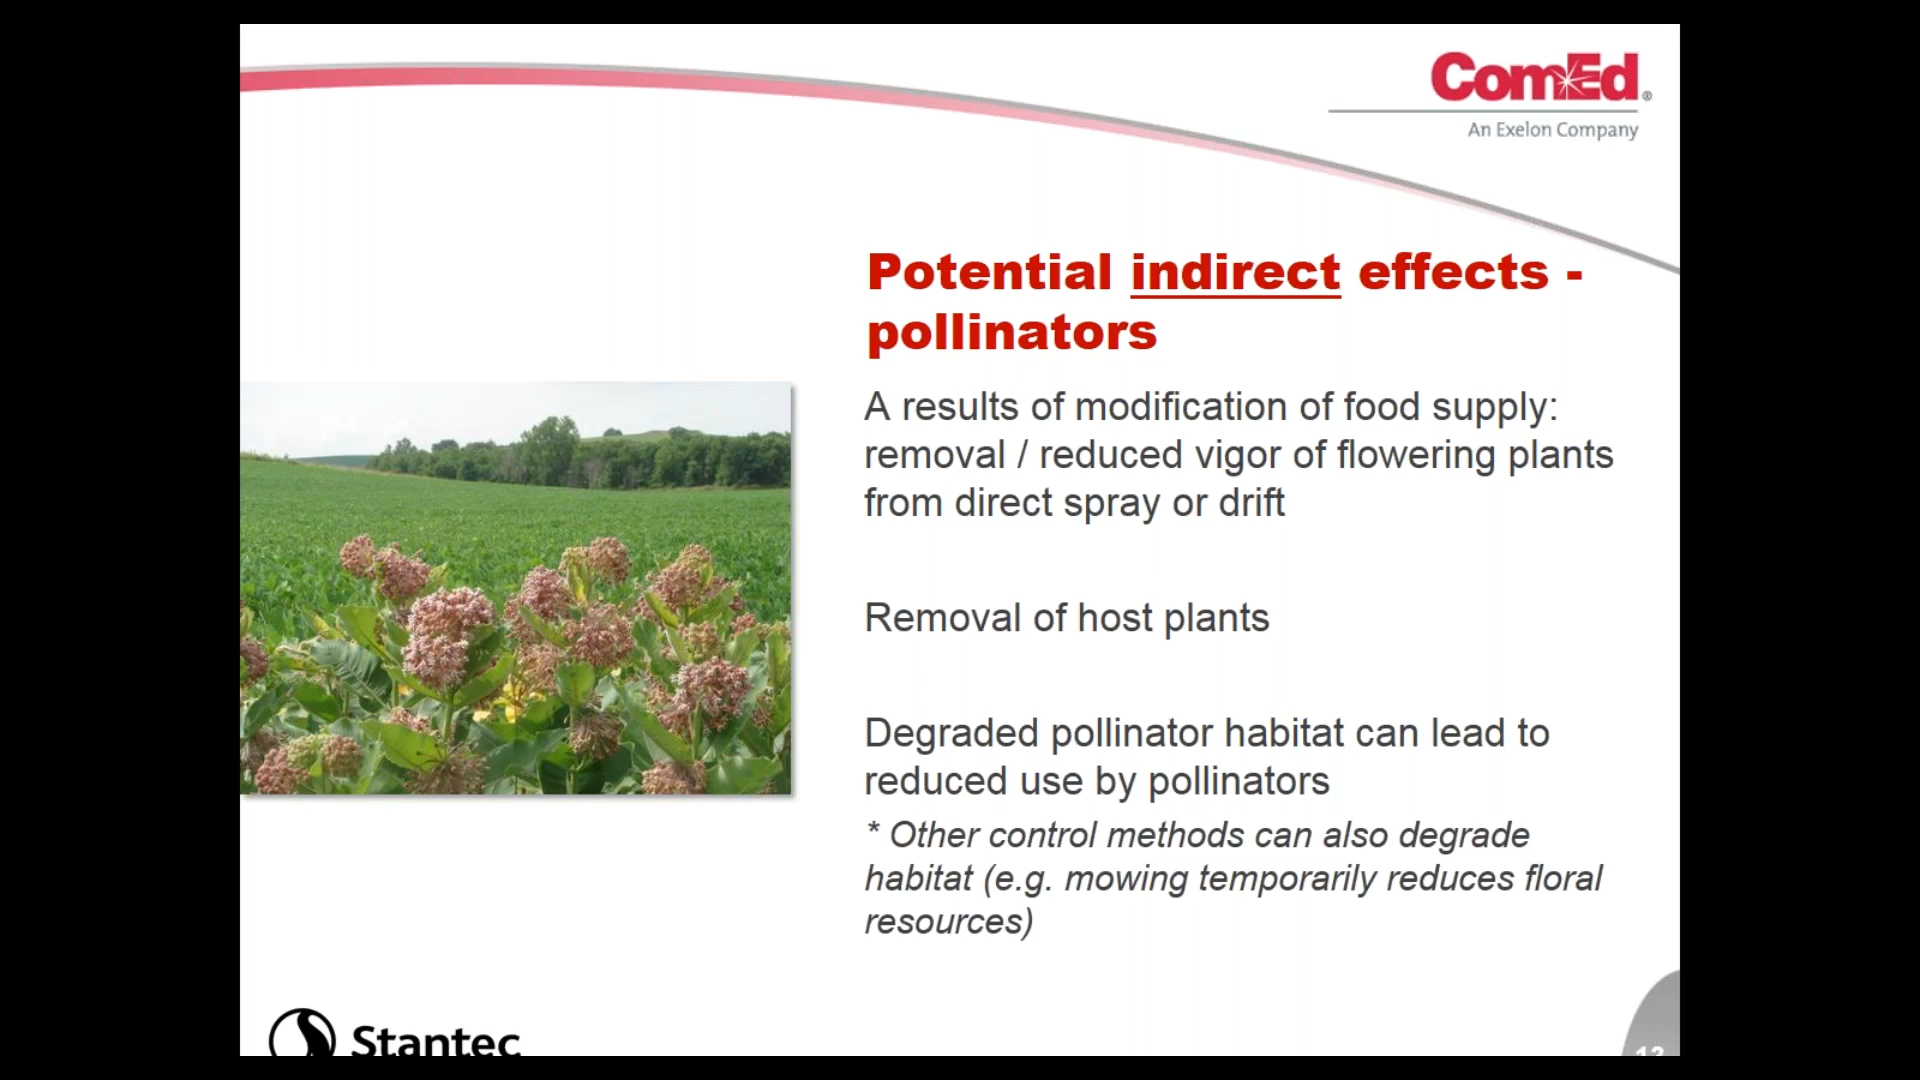 ComEd®
An Exelon Company
Potential indirect effects -
pollinators
A results of modification of food supply:
removal / reduced vigor of flowering plants
from direct spray or drift
Removal of host plants
Degraded pollinator habitat can lead to
reduced use by pollinators
* Other control methods can also degrade
habitat (e.g. mowing temporarily reduces floral
resources)
Stantec